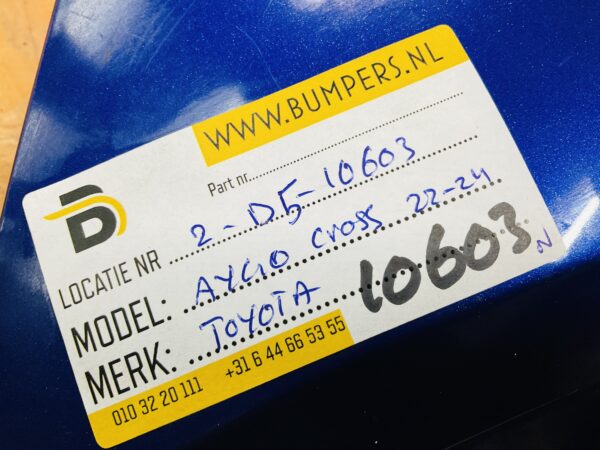 WWW.BUMPERS.NL
Part nr.
B
LOCATIE NR 2-D5-10603
MODEL: AYGO CROSS 22-24
MERK: TOYOTA
10603 N
010 32 20 111 +31 6 44 66 53 55